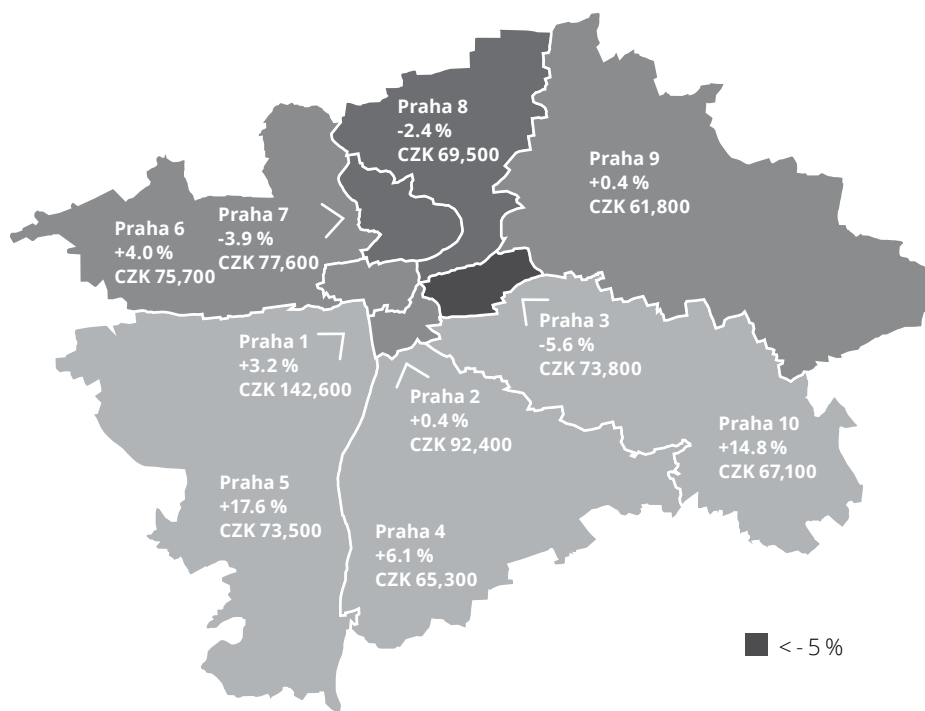 Praha 8
-2.4 %
CZK 69,500
Praha 9
+0.4 %
CZK 61,800
Praha 7
-3.9 %
CZK 77,600
Praha 6
+4.0 %
CZK 75,700
Praha 3
-5.6 %
CZK 73,800
Praha 1
+3.2 %
CZK 142,600
Praha 2
+0.4 %
CZK 92,400
Praha 10
+14.8 %
CZK 67,100
Praha 5
+17.6 %
CZK 73,500
Praha 4
+6.1 %
CZK 65,300
< - 5 %